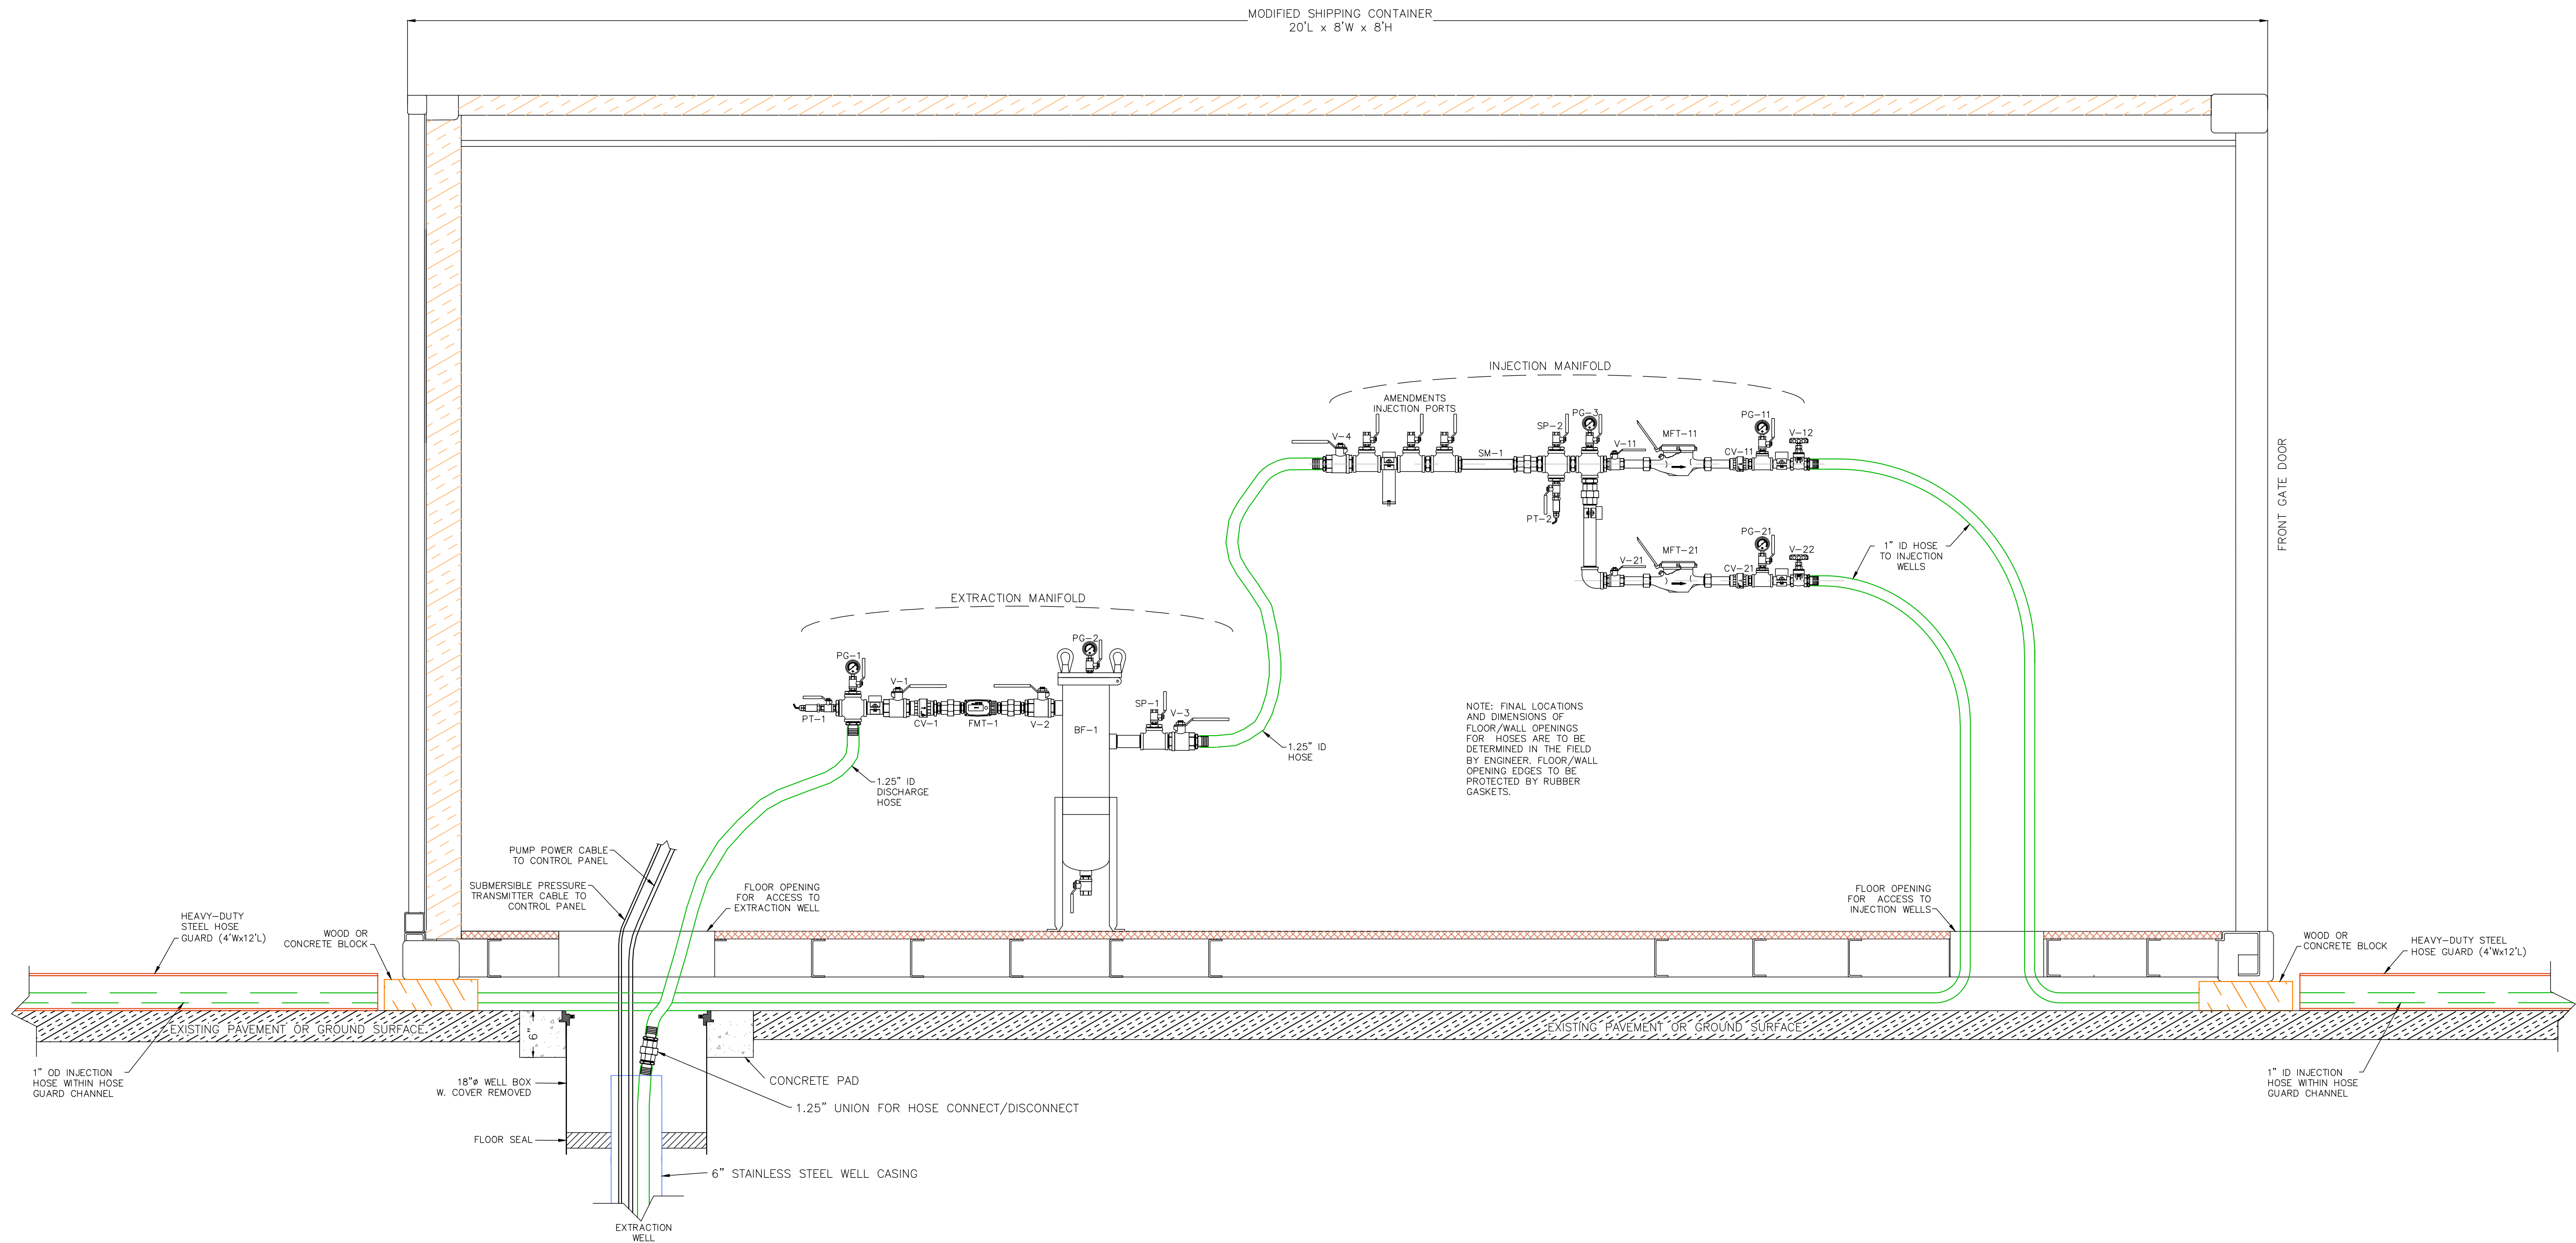 MODIFIED SHIPPING CONTAINER
20'L x 8'W x 8'H
INJECTION MANIFOLD
AMENDMENTS
INJECTION PORTS
V-4
SM-1
SP-2
PG-3
PT-2
V-11
MFT-11
PG-11
CV-11
V-12
V-21
MFT-21
PG-21
CV-21
V-22
1" ID HOSE
TO INJECTION
WELLS
FRONT GATE DOOR
EXTRACTION MANIFOLD
PG-1
PT-1
V-1
CV-1
FMT-1
V-2
PG-2
BF-1
SP-1
V-3
1.25" ID
HOSE
1.25" ID
DISCHARGE
HOSE
NOTE: FINAL LOCATIONS
AND DIMENSIONS OF
FLOOR/WALL OPENINGS
FOR HOSES ARE TO BE
DETERMINED IN THE FIELD
BY ENGINEER. FLOOR/WALL
OPENING EDGES TO BE
PROTECTED BY RUBBER
GASKETS.
PUMP POWER CABLE
TO CONTROL PANEL
SUBMERSIBLE PRESSURE
TRANSMITTER CABLE TO
CONTROL PANEL
FLOOR OPENING
FOR ACCESS TO
EXTRACTION WELL
FLOOR OPENING
FOR ACCESS TO
INJECTION WELLS
HEAVY-DUTY
STEEL HOSE
GUARD (4'Wx12'L)
WOOD OR
CONCRETE BLOCK
WOOD OR
CONCRETE BLOCK
HEAVY-DUTY STEEL
HOSE GUARD (4'Wx12'L)
EXISTING PAVEMENT OR GROUND SURFACE
6"
EXISTING PAVEMENT OR GROUND SURFACE
1" OD INJECTION
HOSE WITHIN HOSE
GUARD CHANNEL
18"ø WELL BOX
W. COVER REMOVED
CONCRETE PAD
1.25" UNION FOR HOSE CONNECT/DISCONNECT
1" ID INJECTION
HOSE WITHIN HOSE
GUARD CHANNEL
FLOOR SEAL
6" STAINLESS STEEL WELL CASING
EXTRACTION
WELL